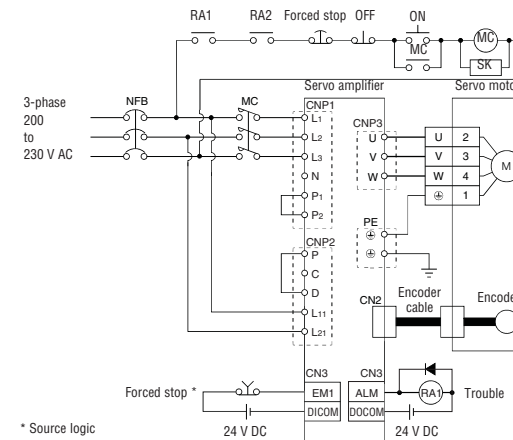 RA1 RA2 Forced stop OFF ON
MC
MC
SK
Servo amplifier
Servo moto
3-phase
200
to
230 V AC
NFB
MC
CNP1
L1
L2
L3
N
P1
P2
CNP3
U
V
W
U 2
V 3
W 4
1
M
PE
CNP2
P
C
D
L11
L21
CN2
Encoder
cable
Encode
CN3
EM1
DICOM
CN3
ALM
DOCOM
Forced stop *
24 V DC
RA1
Trouble
24 V DC
* Source logic